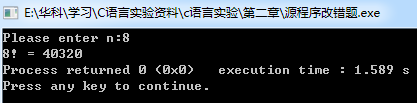 E:\华科\学习\C语言实验资料\c语言实验\第二章\源程序改错题.exe
Please enter n:8
8! = 40320
Process returned 0 (0x0)   execution time : 1.589 s
Press any key to continue.